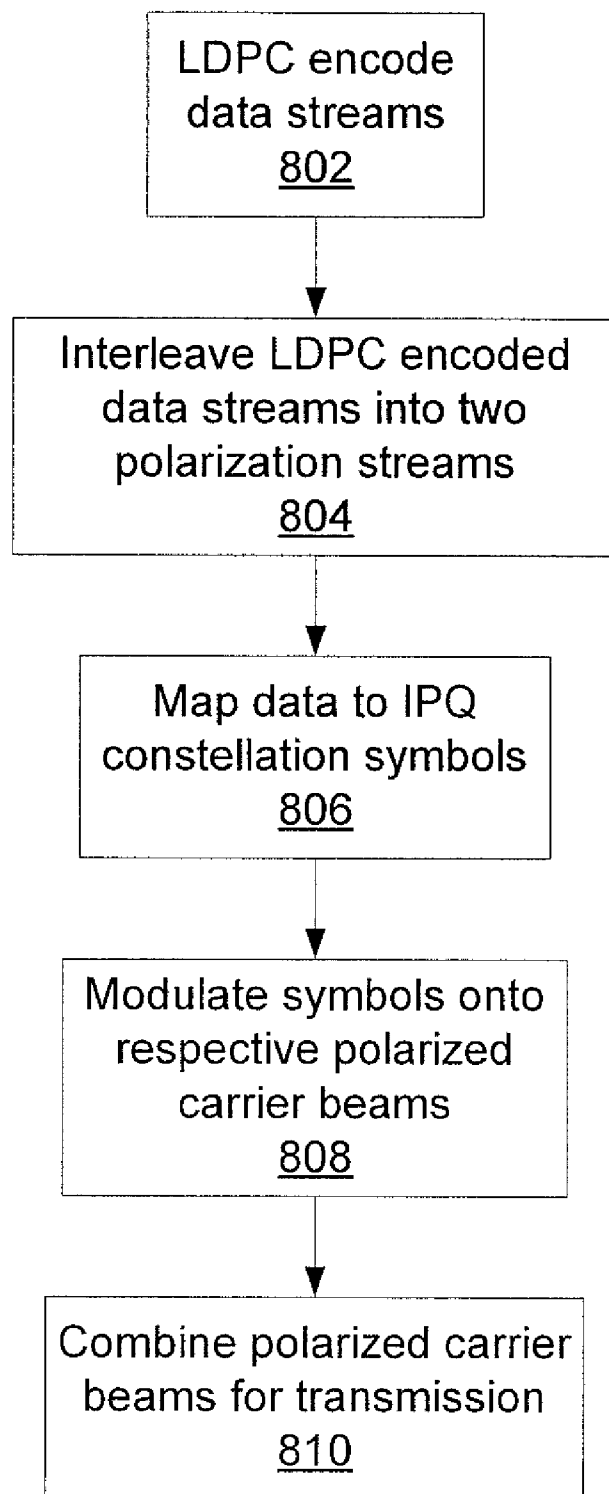 LDPC encode
data streams
802
Interleave LDPC encoded
data streams into two
polarization streams
804
Map data to IPQ
constellation symbols
806
Modulate symbols onto
respective polarized
carrier beams
808
Combine polarized carrier
beams for transmission
810